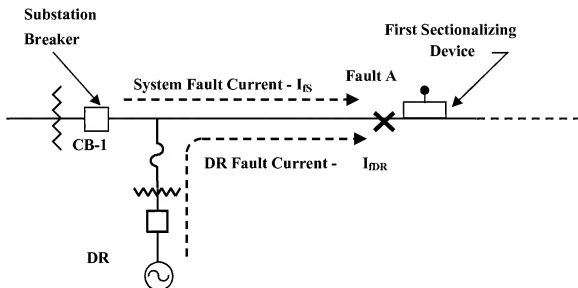 Substation
Breaker
First Sectionalizing
Device
System Fault Current - IfS
Fault A
CB-1
DR Fault Current - IfDR
DR